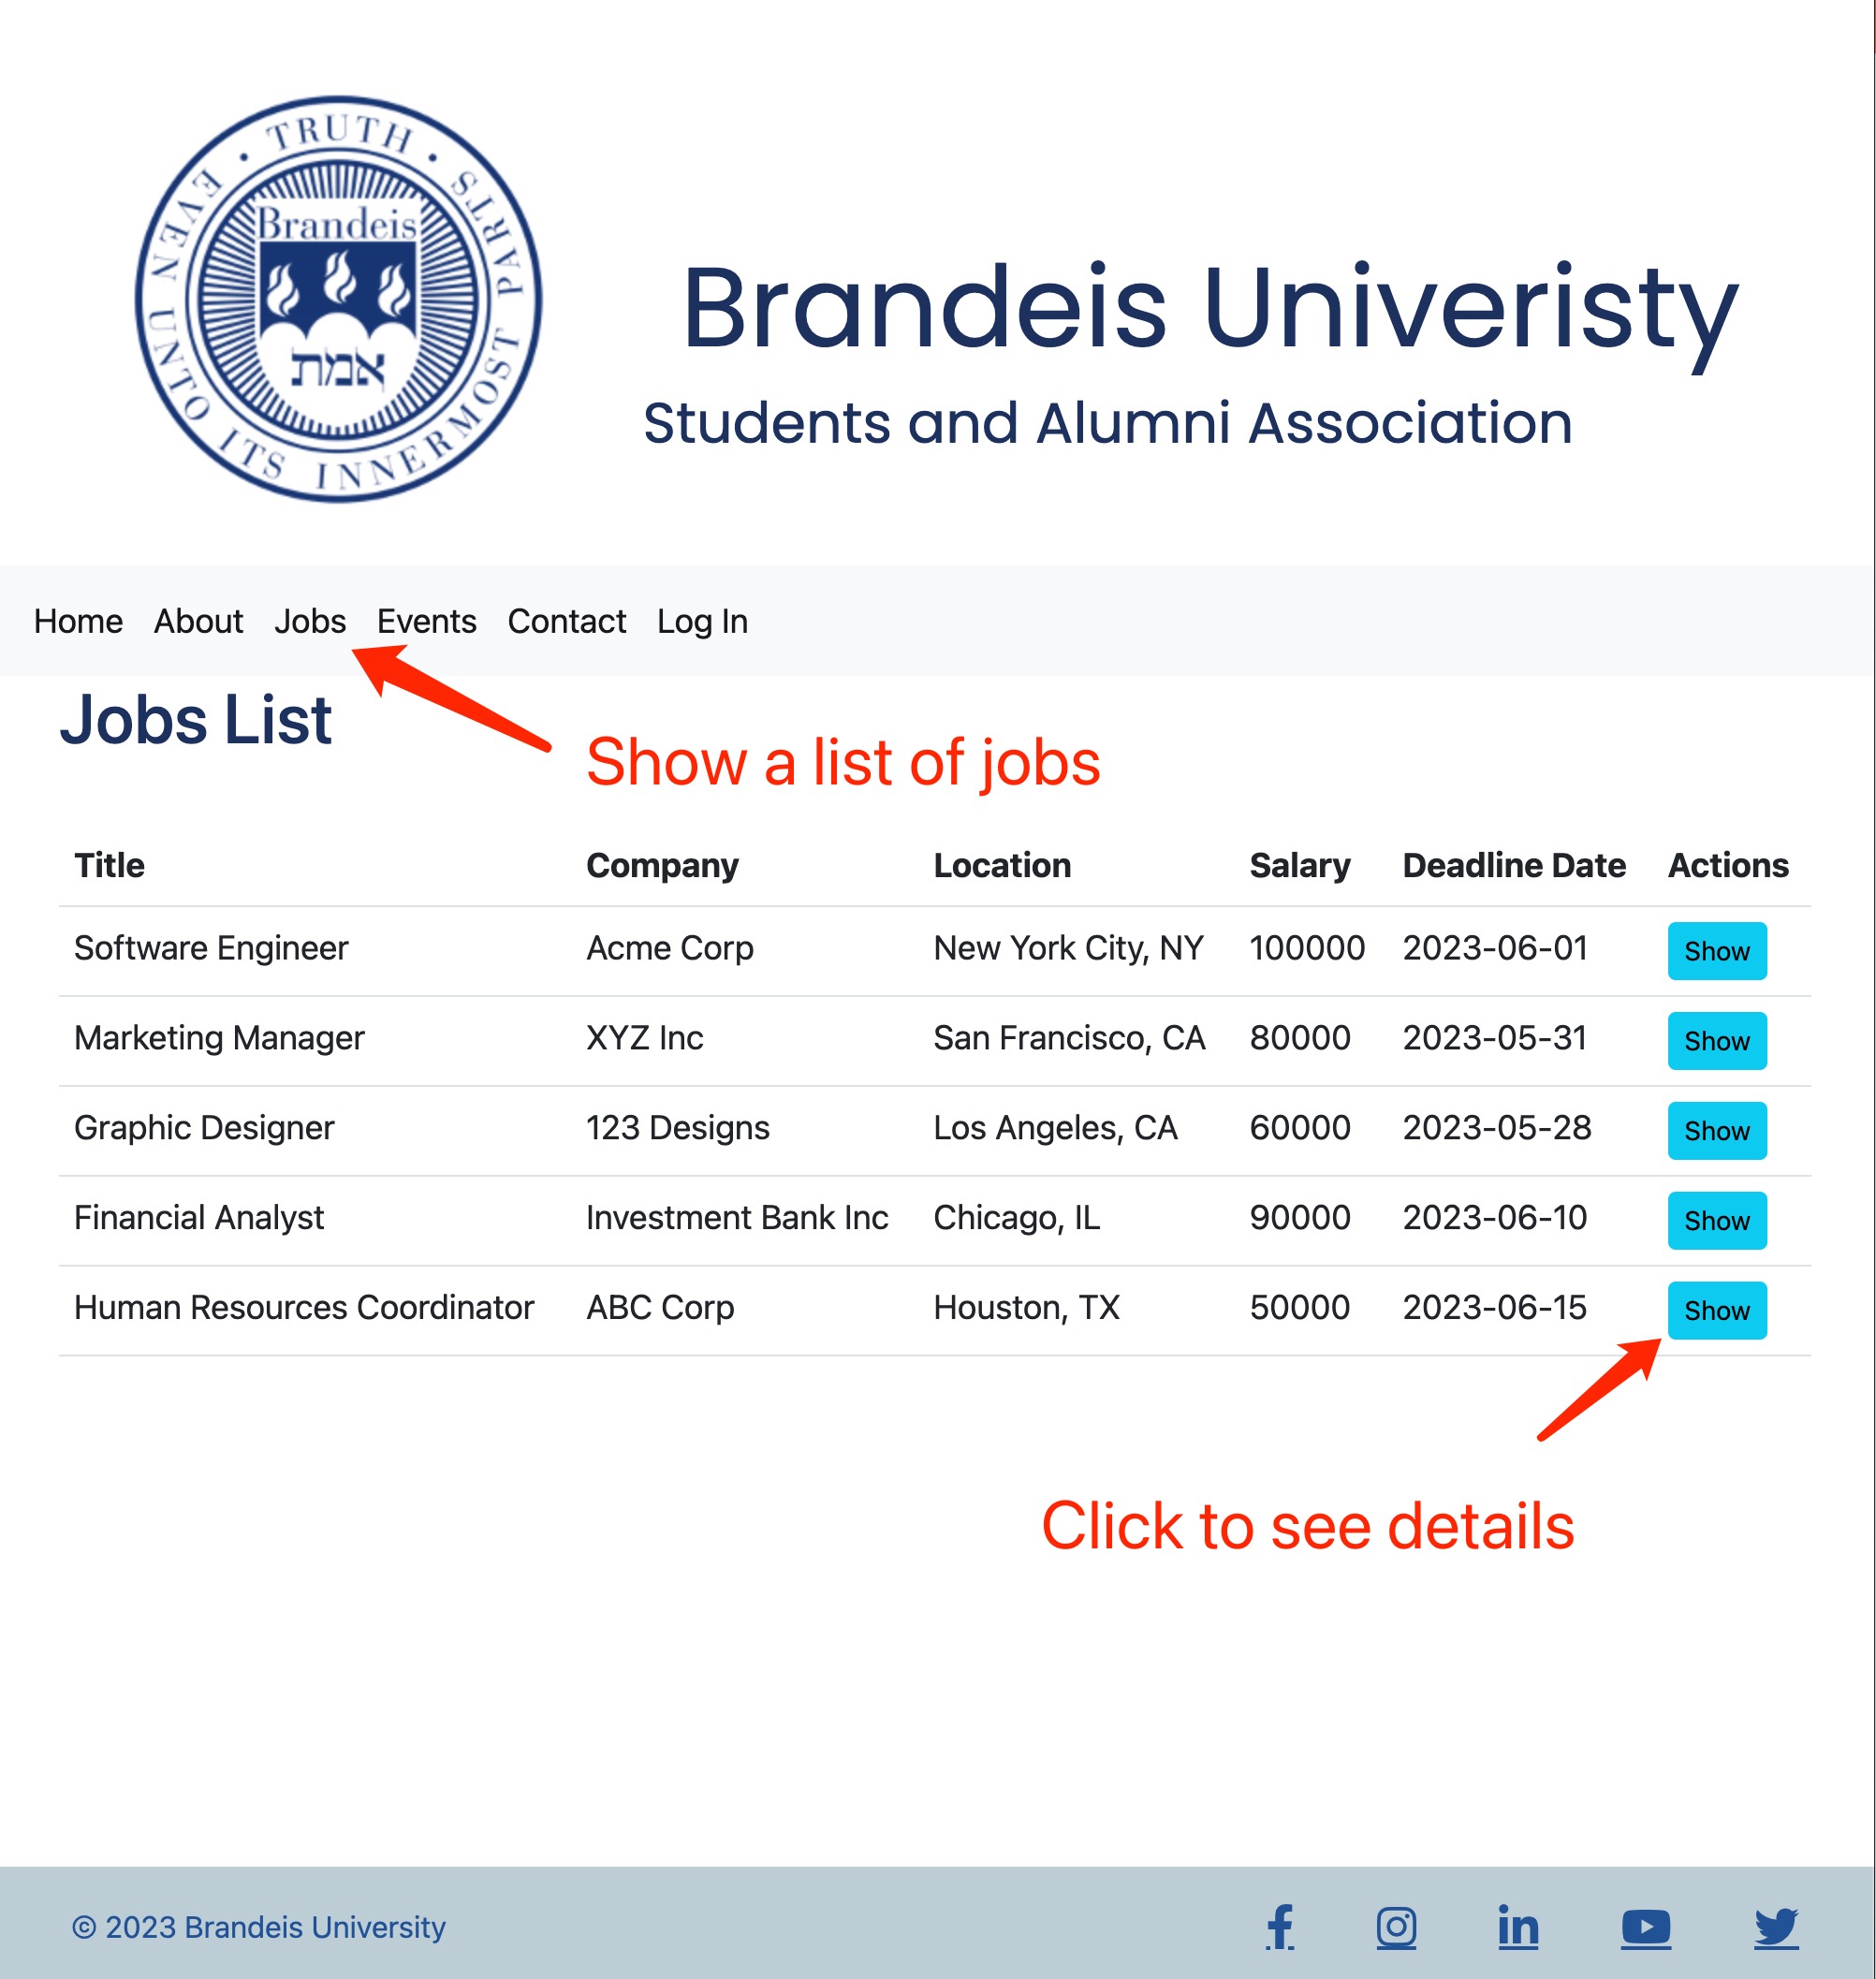 TRUTH • EVEN UNTO ITS INNERMOST PARTS •
Brandeis
אמת
Brandeis Univeristy
Students and Alumni Association
Home About Jobs Events Contact Log In
Jobs List
Show a list of jobs
Title Company Location Salary Deadline Date Actions
Software Engineer Acme Corp New York City, NY 100000 2023-06-01 Show
Marketing Manager XYZ Inc San Francisco, CA 80000 2023-05-31 Show
Graphic Designer 123 Designs Los Angeles, CA 60000 2023-05-28 Show
Financial Analyst Investment Bank Inc Chicago, IL 90000 2023-06-10 Show
Human Resources Coordinator ABC Corp Houston, TX 50000 2023-06-15 Show
Click to see details
© 2023 Brandeis University